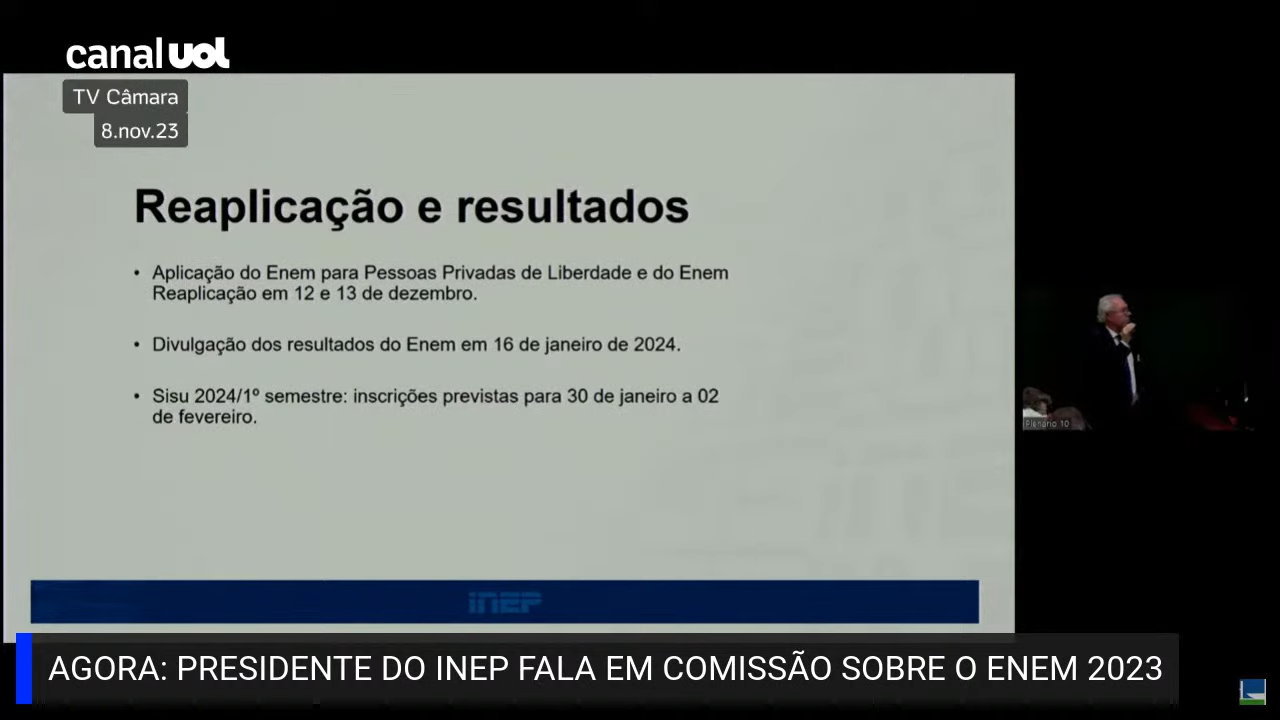 canal uol
TV Câmara
8.nov.23
Reaplicação e resultados
• Aplicação do Enem para Pessoas Privadas de Liberdade e do Enem
Reaplicação em 12 e 13 de dezembro.
• Divulgação dos resultados do Enem em 16 de janeiro de 2024.
• Sisu 2024/1º semestre: inscrições previstas para 30 de janeiro a 02
de fevereiro.
Plenário 10
inep
AGORA: PRESIDENTE DO INEP FALA EM COMISSÃO SOBRE O ENEM 2023